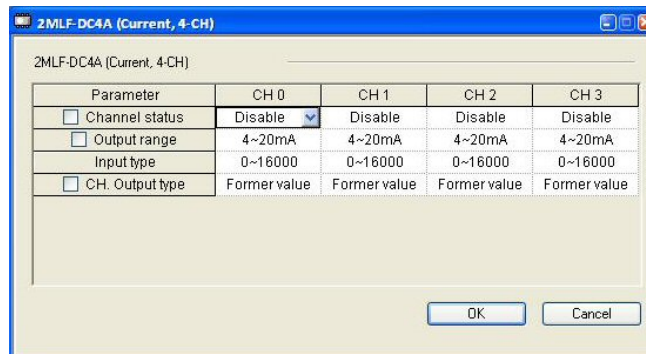 2MLF-DC4A (Current, 4-CH)
2MLF-DC4A (Current, 4-CH)
Parameter CH 0 CH 1 CH 2 CH 3
Channel status Disable Disable Disable Disable
Output range 4~20mA 4~20mA 4~20mA 4~20mA
Input type 0~16000 0~16000 0~16000 0~16000
CH. Output type Former value Former value Former value Former value
OK Cancel